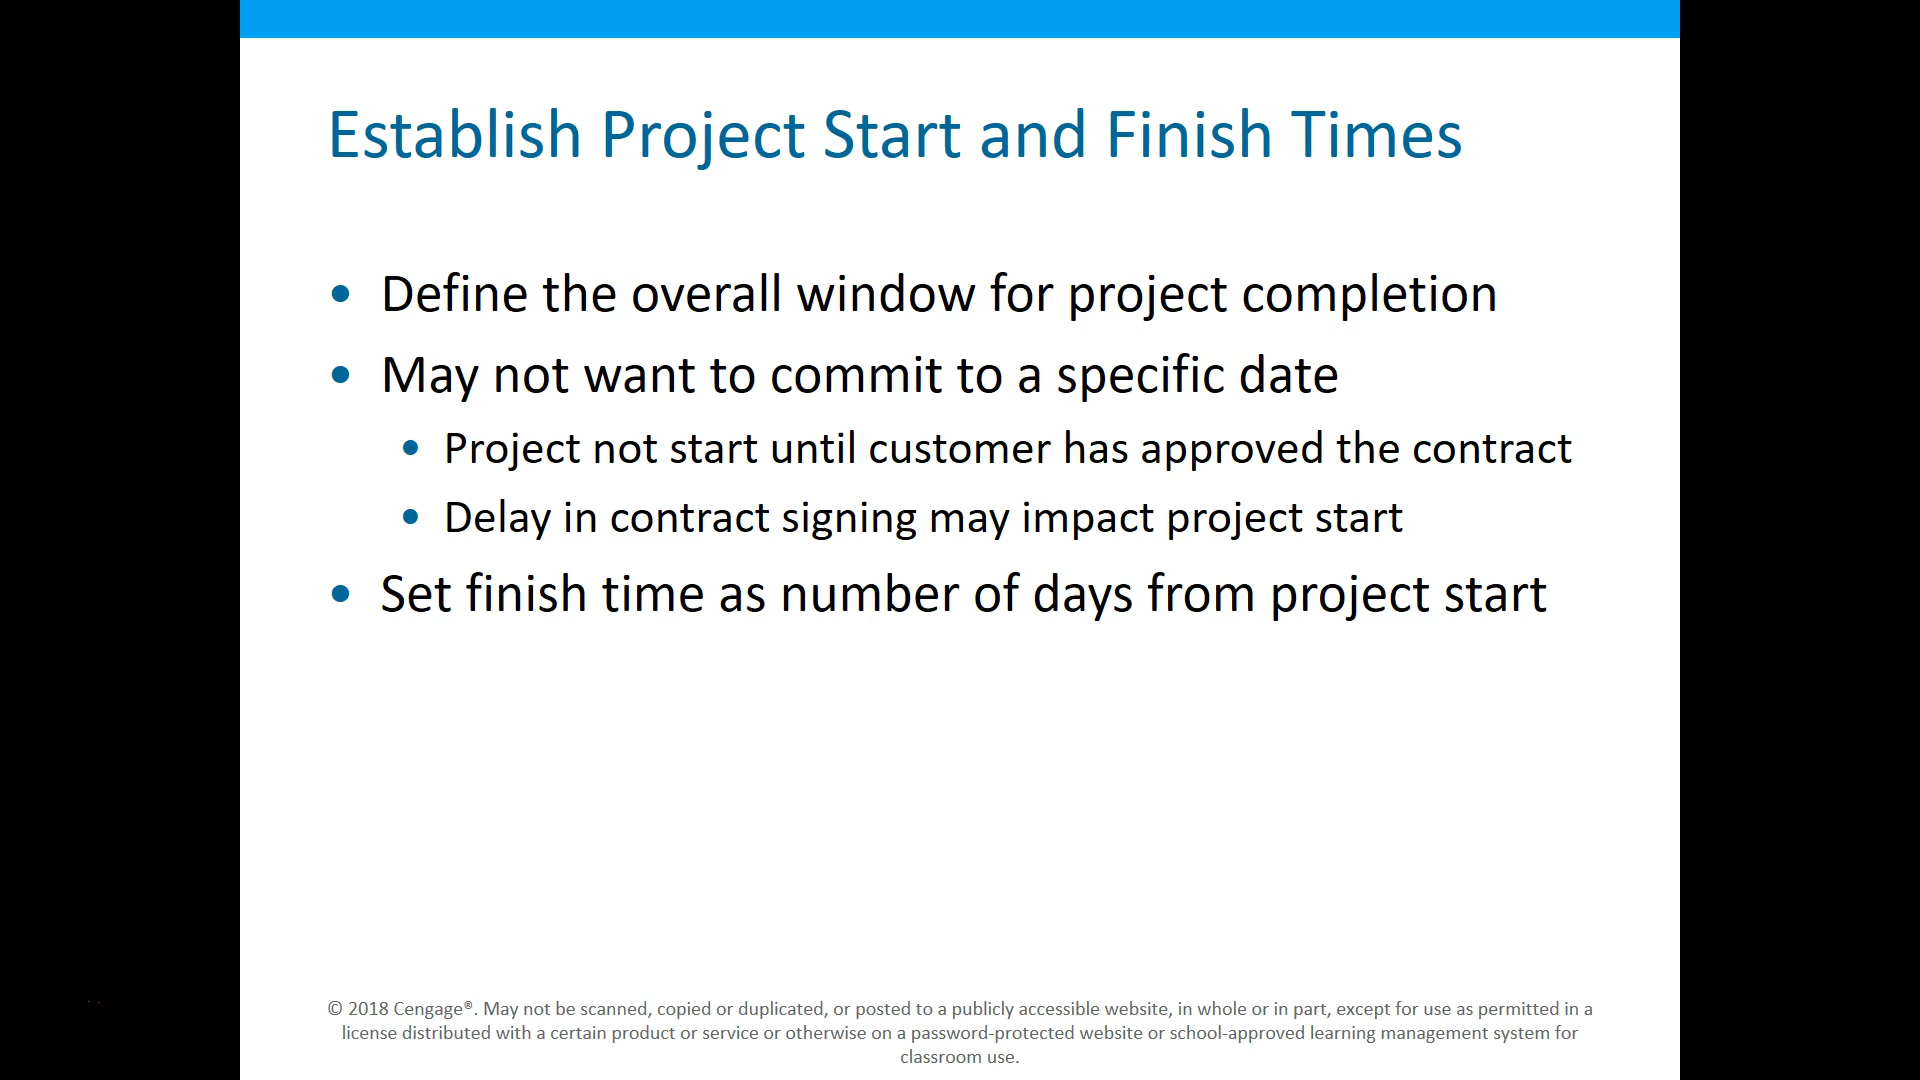 Establish Project Start and Finish Times
• Define the overall window for project completion
• May not want to commit to a specific date
• Project not start until customer has approved the contract
• Delay in contract signing may impact project start
• Set finish time as number of days from project start
© 2018 Cengage®. May not be scanned, copied or duplicated, or posted to a publicly accessible website, in whole or in part, except for use as permitted in a
license distributed with a certain product or service or otherwise on a password-protected website or school-approved learning management system for
classroom use.